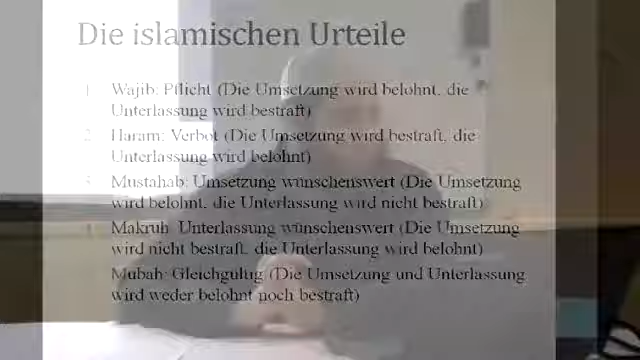 Die islamischen Urteile
1. Wajib: Pflicht (Die Umsetzung wird belohnt, die
Unterlassung wird bestraft)
2. Haram: Verbot (Die Umsetzung wird bestraft, die
Unterlassung wird belohnt)
3. Mustahab: Umsetzung wünschenswert (Die Umsetzung
wird belohnt, die Unterlassung wird nicht bestraft)
4. Makruh: Unterlassung wünschenswert (Die Umsetzung
wird nicht bestraft, die Unterlassung wird belohnt)
Mubah: Gleichgültig (Die Umsetzung und Unterlassung
wird weder belohnt noch bestraft)